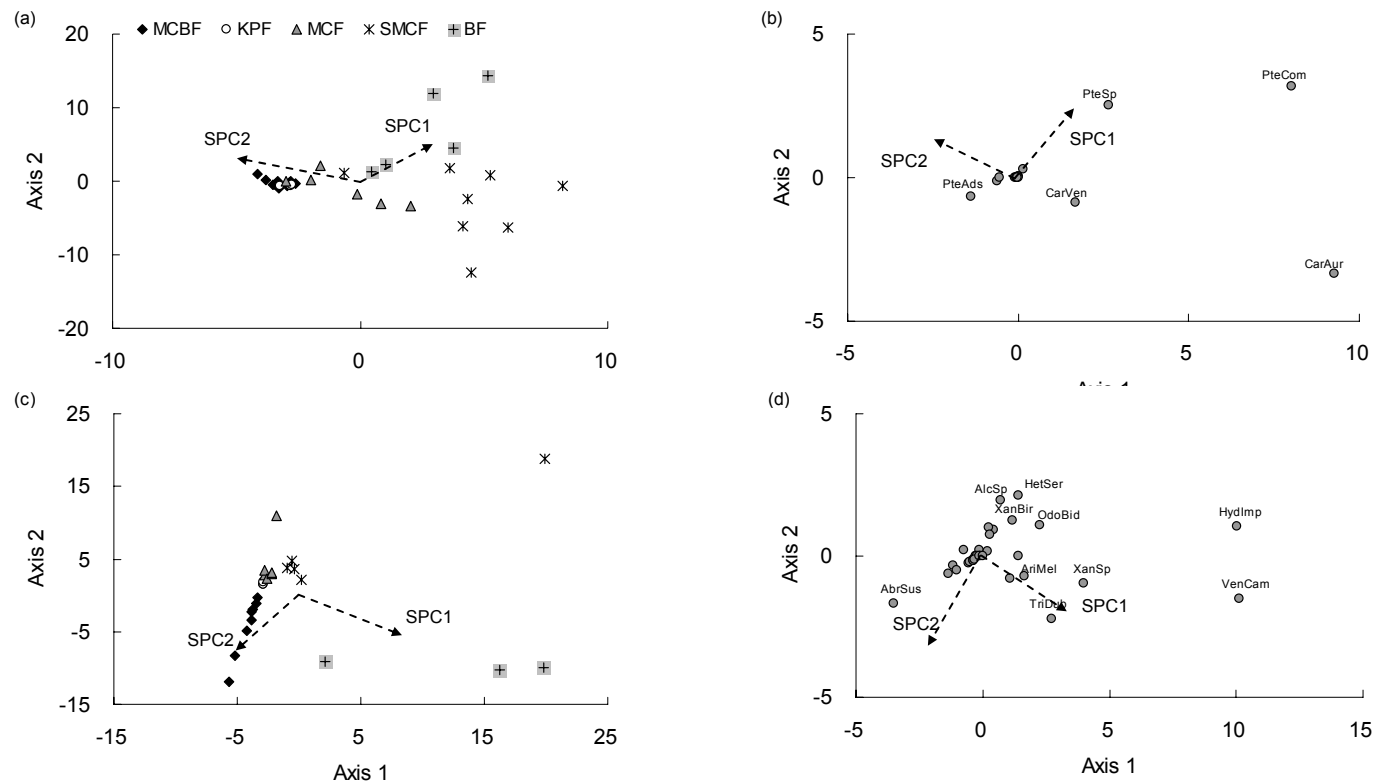 (a)
MCBF KPF MCF SMCF BF
20
10
0
-10
-20
-10 0 10
Axis 2
SPC2
SPC1
(b)
5
0
-5
-5 0 5 10
Axis 2
Axis 1
PteCom
PteSp
SPC1
SPC2
PteAds
CarVen
CarAur
(c)
25
15
5
-5
-15
-15 -5 5 15 25
Axis 2
Axis 1
SPC2
SPC1
(d)
5
0
-5
-5 0 5 10 15
Axis 2
Axis 1
AlcSp
HetSer
XanBir
OdoBid
HydImp
AriMel
XanSp
AbrSus
TriDub
VenCam
SPC2
SPC1